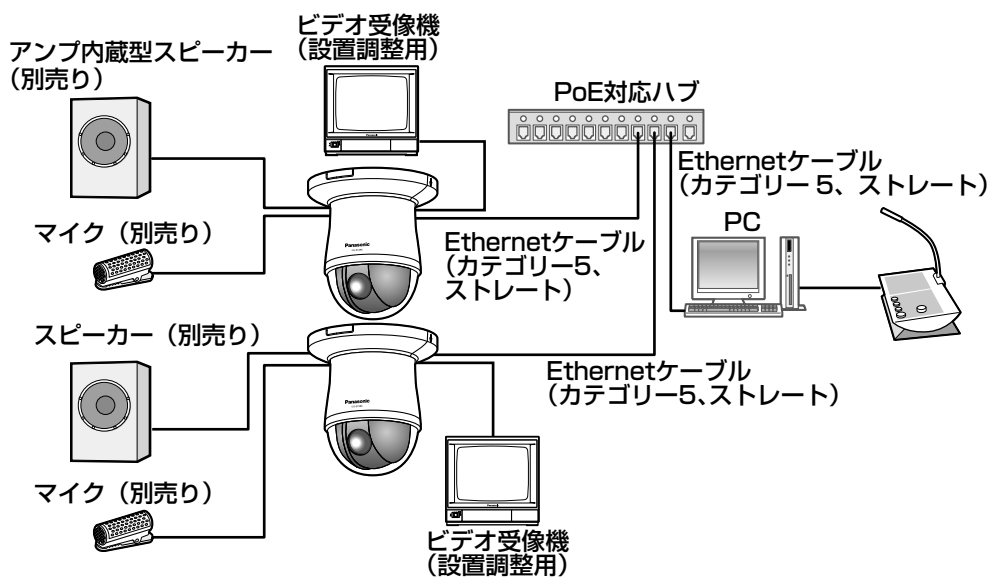 ビデオ受像機
（設置調整用）
アンプ内蔵型スピーカー
（別売り）
PoE対応ハブ
Ethernetケーブル
（カテゴリー 5、ストレート）
マイク（別売り）
PC
Ethernetケーブル
（カテゴリー5、
ストレート）
Panasonic
スピーカー（別売り）
Ethernetケーブル
（カテゴリー5、ストレート）
Panasonic
マイク（別売り）
ビデオ受像機
（設置調整用）